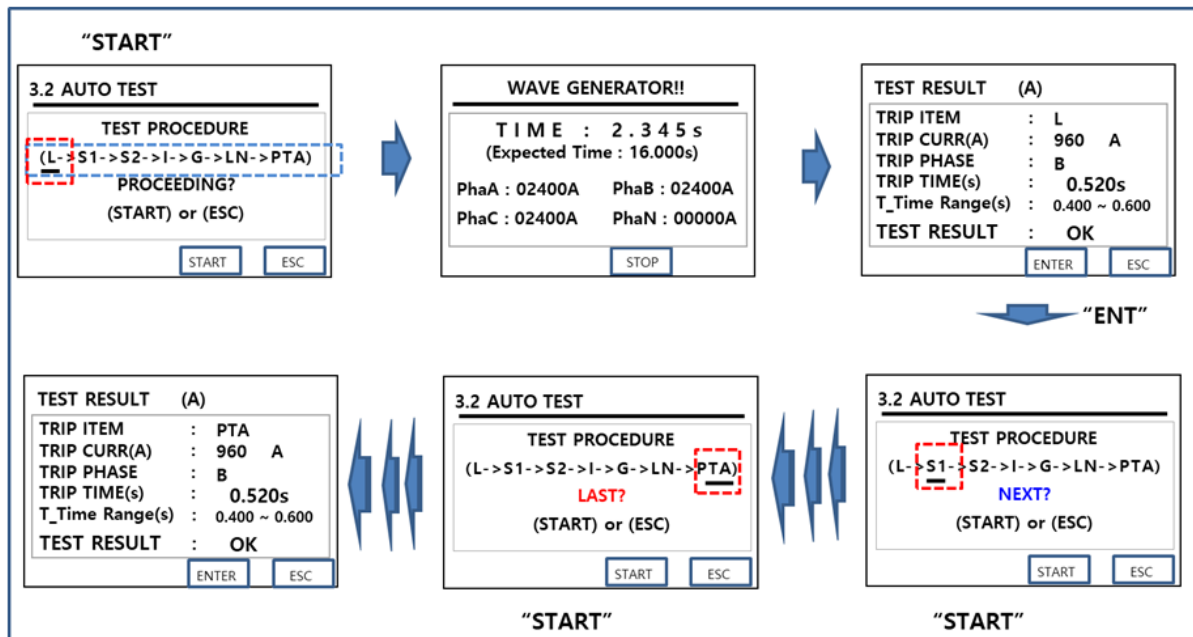 “START”
3.2 AUTO TEST
TEST PROCEDURE
(L->S1->S2->I->G->LN->PTA)
PROCEEDING?
(START) or (ESC)
START ESC
WAVE GENERATOR!!
TIME : 2.345s
(Expected Time : 16.000s)
PhaA : 02400A PhaB : 02400A
PhaC : 02400A PhaN : 00000A
STOP
TEST RESULT (A)
TRIP ITEM : L
TRIP CURR(A) : 960 A
TRIP PHASE : B
TRIP TIME(s) : 0.520s
T_Time Range(s) : 0.400 ~ 0.600
TEST RESULT : OK
ENTER ESC
“ENT”
3.2 AUTO TEST
TEST PROCEDURE
(L->S1->S2->I->G->LN->PTA)
NEXT?
(START) or (ESC)
START ESC
“START”
3.2 AUTO TEST
TEST PROCEDURE
(L->S1->S2->I->G->LN->PTA)
LAST?
(START) or (ESC)
START ESC
“START”
TEST RESULT (A)
TRIP ITEM : PTA
TRIP CURR(A) : 960 A
TRIP PHASE : B
TRIP TIME(s) : 0.520s
T_Time Range(s) : 0.400 ~ 0.600
TEST RESULT : OK
ENTER ESC